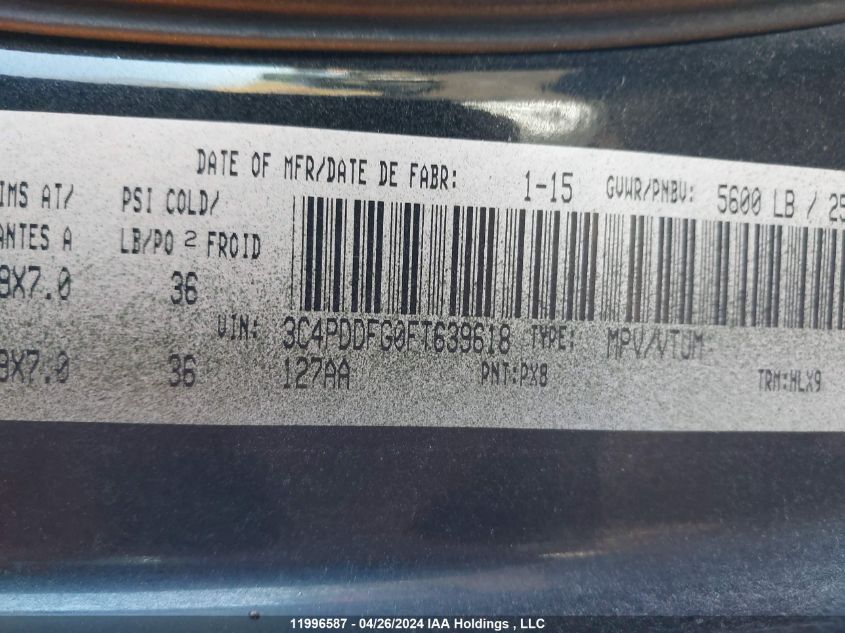 DATE OF MFR/DATE DE FABR: 1-15 GVWR/PNBV: 5600 LB / 25
IMS AT/ PSI COLD/
ANTES A LB/PO 2 FROID
9X7.0 36
VIN: 3C4PDDFG0FT639618 TYPE: MPV/VTUM
9X7.0 36 127AA PNT:PX8 TRM:HLX9
11996587 - 04/26/2024 IAA Holdings , LLC